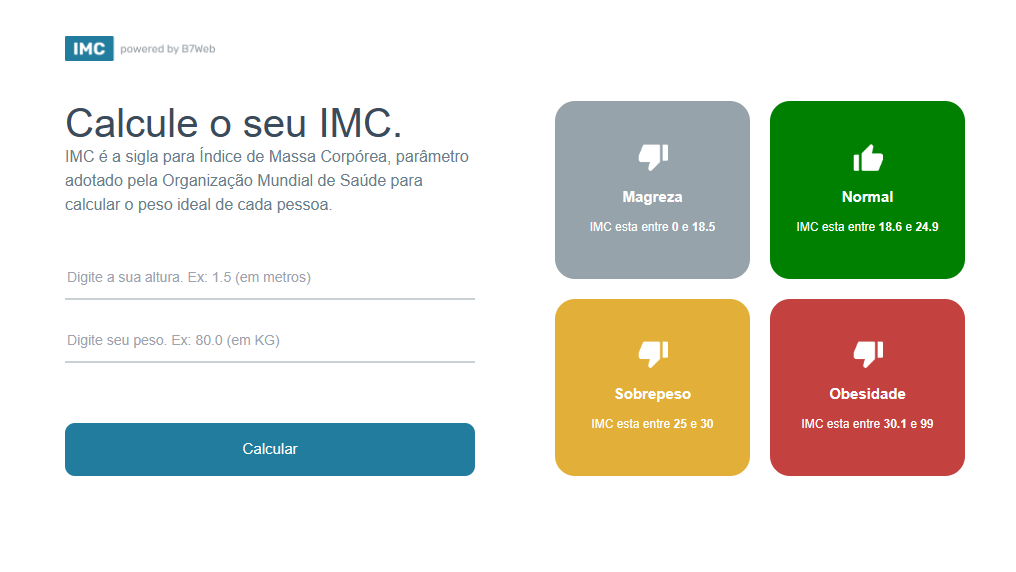 IMC powered by B7Web
Calcule o seu IMC.
IMC é a sigla para Índice de Massa Corpórea, parâmetro
adotado pela Organização Mundial de Saúde para
calcular o peso ideal de cada pessoa.
Digite a sua altura. Ex: 1.5 (em metros)
Digite seu peso. Ex: 80.0 (em KG)
Calcular
Magreza
IMC esta entre 0 e 18.5
Normal
IMC esta entre 18.6 e 24.9
Sobrepeso
IMC esta entre 25 e 30
Obesidade
IMC esta entre 30.1 e 99